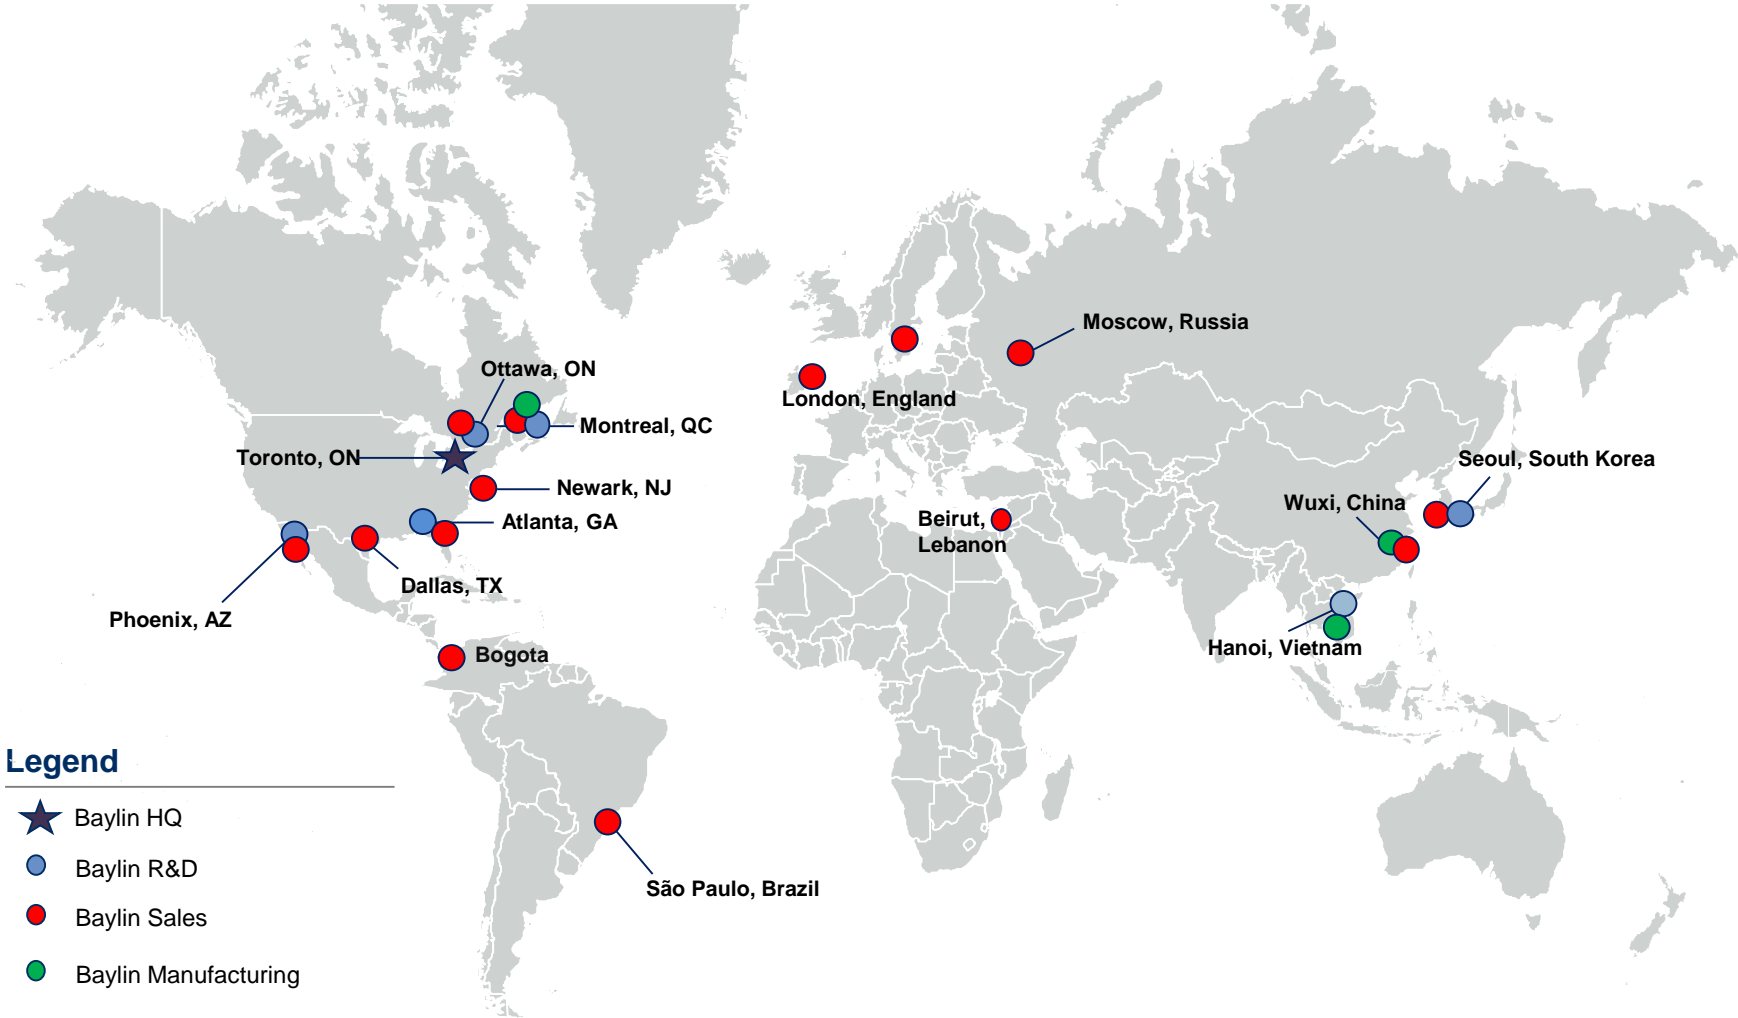 Moscow, Russia
Ottawa, ON
London, England
Montreal, QC
Toronto, ON
Seoul, South Korea
Newark, NJ
Wuxi, China
Atlanta, GA
Beirut,
Lebanon
Dallas, TX
Phoenix, AZ
Hanoi, Vietnam
Bogota
Legend
Baylin HQ
Baylin R&D
São Paulo, Brazil
Baylin Sales
Baylin Manufacturing